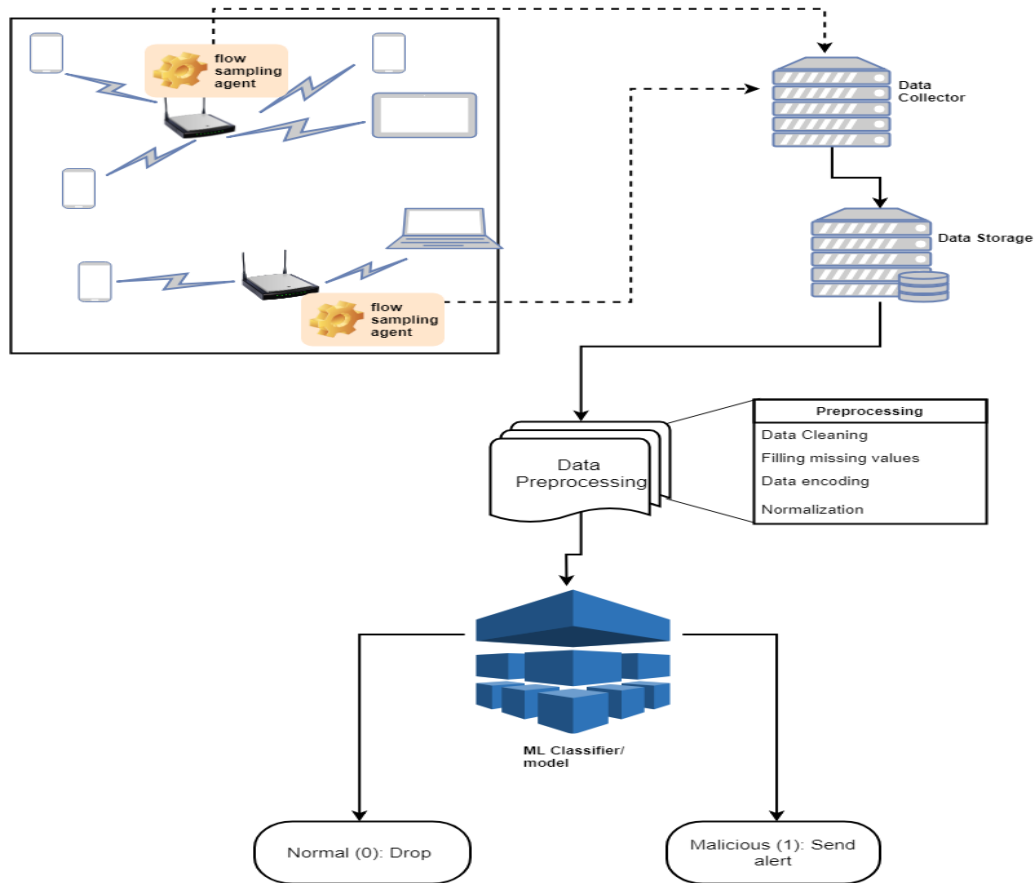 flow
sampling
agent
Data
Collector
Data Storage
flow
sampling
agent
Data
Preprocessing
Preprocessing
Data Cleaning
Filling missing values
Data encoding
Normalization
ML Classifier/
model
Normal (0): Drop
Malicious (1): Send
alert